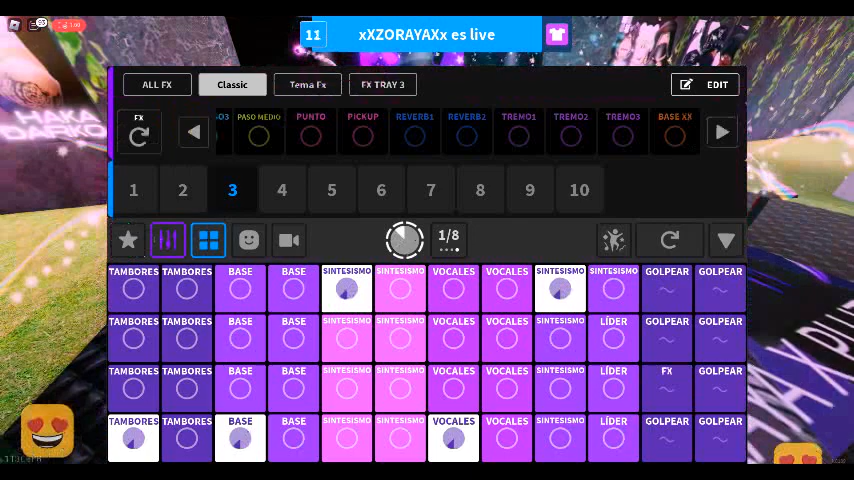 11 xXZORAYAXx es live
HAKA
DARKO
ALL FX Classic Tema Fx FX TRAY 3 EDIT
FX PASO MEDIO PUNTO PICKUP REVERB1 REVERB2 TREMO1 TREMO2 TREMO3 BASE XX
1 2 3 4 5 6 7 8 9 10
1/8
TAMBORES TAMBORES BASE BASE SINTESISMO SINTESISMO VOCALES VOCALES SINTESISMO SINTESISMO GOLPEAR GOLPEAR
TAMBORES TAMBORES BASE BASE SINTESISMO SINTESISMO VOCALES VOCALES SINTESISMO LÍDER GOLPEAR GOLPEAR
TAMBORES TAMBORES BASE BASE SINTESISMO SINTESISMO VOCALES VOCALES SINTESISMO LÍDER FX GOLPEAR
TAMBORES TAMBORES BASE BASE SINTESISMO SINTESISMO VOCALES VOCALES SINTESISMO LÍDER GOLPEAR GOLPEAR